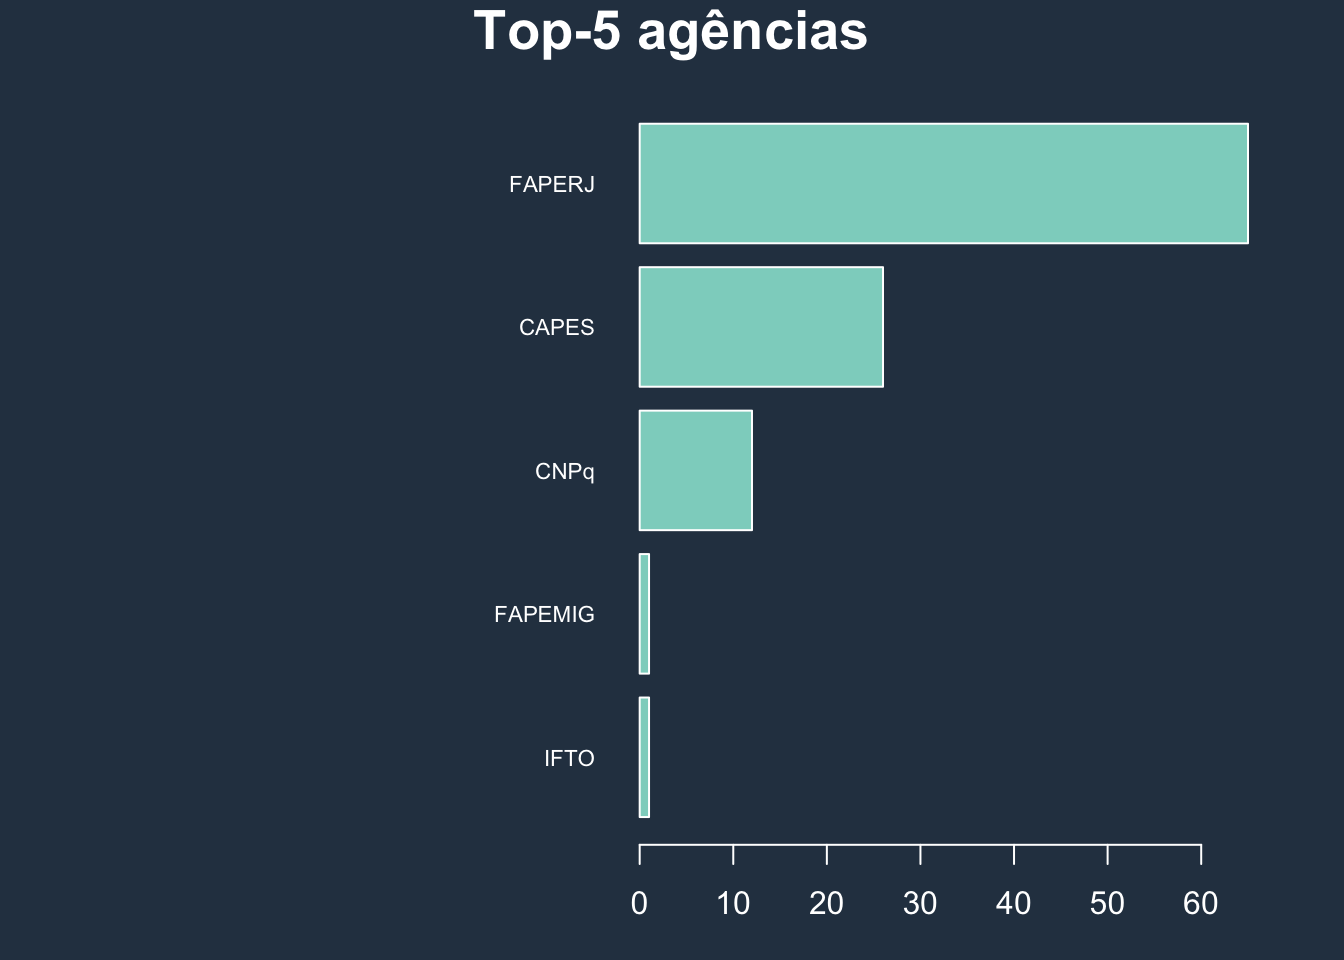 Top-5 agências
FAPERJ
CAPES
CNPq
FAPEMIG
IFTO
0 10 20 30 40 50 60